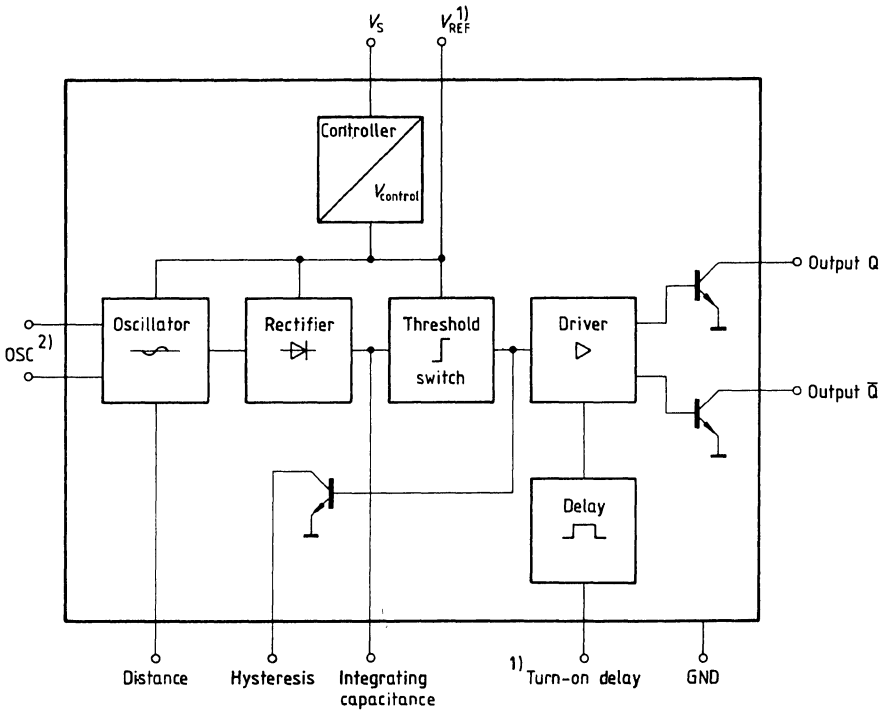 V_S
V_REF 1)
Controller
V_control
Output Q
Oscillator
Rectifier
Threshold
switch
Driver
OSC 2)
Output Q̅
Delay
Distance
Hysteresis
Integrating
capacitance
1) Turn-on delay
GND